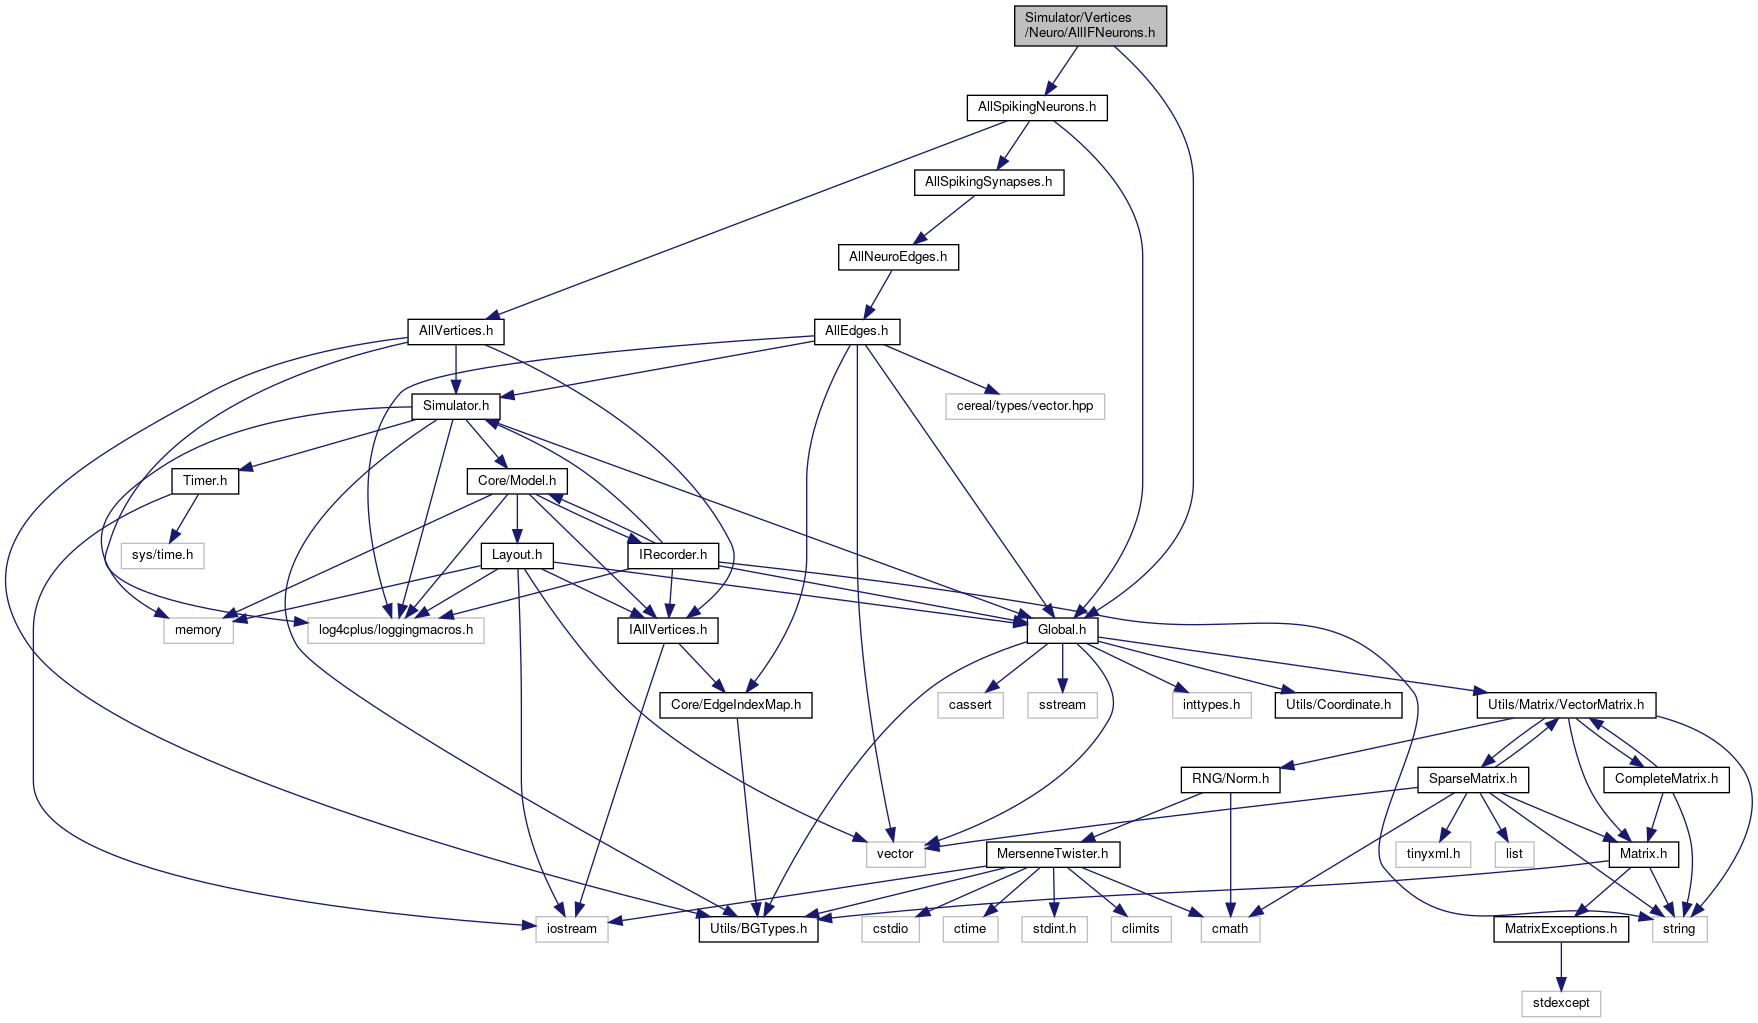 Simulator/Vertices
/Neuro/AllIFNeurons.h
AllSpikingNeurons.h
AllSpikingSynapses.h
AllNeuroEdges.h
AllVertices.h
AllEdges.h
Simulator.h
cereal/types/vector.hpp
Timer.h
Core/Model.h
sys/time.h
Layout.h
IRecorder.h
memory
log4cplus/loggingmacros.h
IAllVertices.h
Global.h
Core/EdgeIndexMap.h
cassert
sstream
inttypes.h
Utils/Coordinate.h
Utils/Matrix/VectorMatrix.h
RNG/Norm.h
SparseMatrix.h
CompleteMatrix.h
vector
MersenneTwister.h
tinyxml.h
list
Matrix.h
iostream
Utils/BGTypes.h
cstdio
ctime
stdint.h
climits
cmath
MatrixExceptions.h
string
stdexcept